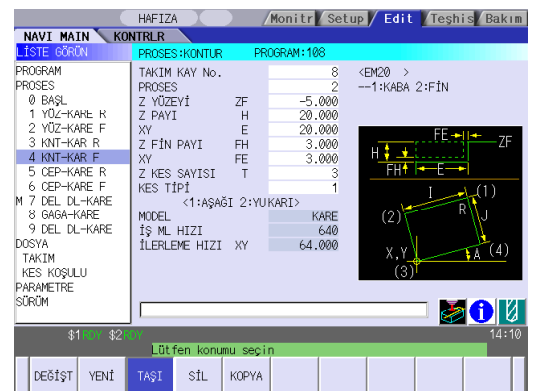 HAFIZA Monitr Setup Edit Teşhis Bakım
NAVI MAIN KONTRLR
LİSTE GÖRÜN PROSES:KONTUR PROGRAM:108
PROGRAM
PROSES
0 BAŞL
1 YÜZ-KARE R
2 YÜZ-KARE F
3 KNT-KAR R
4 KNT-KAR F
5 CEP-KARE R
6 CEP-KARE F
M 7 DEL DL-KARE
8 GAGA-KARE
9 DEL DL-KARE
DOSYA
TAKIM
KES KOŞULU
PARAMETRE
SÜRÜM
TAKIM KAY No. 8 <EM20 >
PROSES 2 --1:KABA 2:FİN
Z YÜZEYİ ZF -5.000
Z PAYI H 20.000
XY E 20.000
Z FİN PAYI FH 3.000
XY FE 3.000
Z KES SAYISI T 3
KES TİPİ 1
<1:AŞAĞI 2:YUKARI>
MODEL KARE
İŞ ML HIZI 640
İLERLEME HIZI XY 64.000
FE ZF
H
FH E
I (1)
(2) R J
X,Y A (4)
(3)
$1 RDY $2 RDY 14:10
Lütfen konumu seçin
DEĞİŞT YENİ TAŞI SİL KOPYA